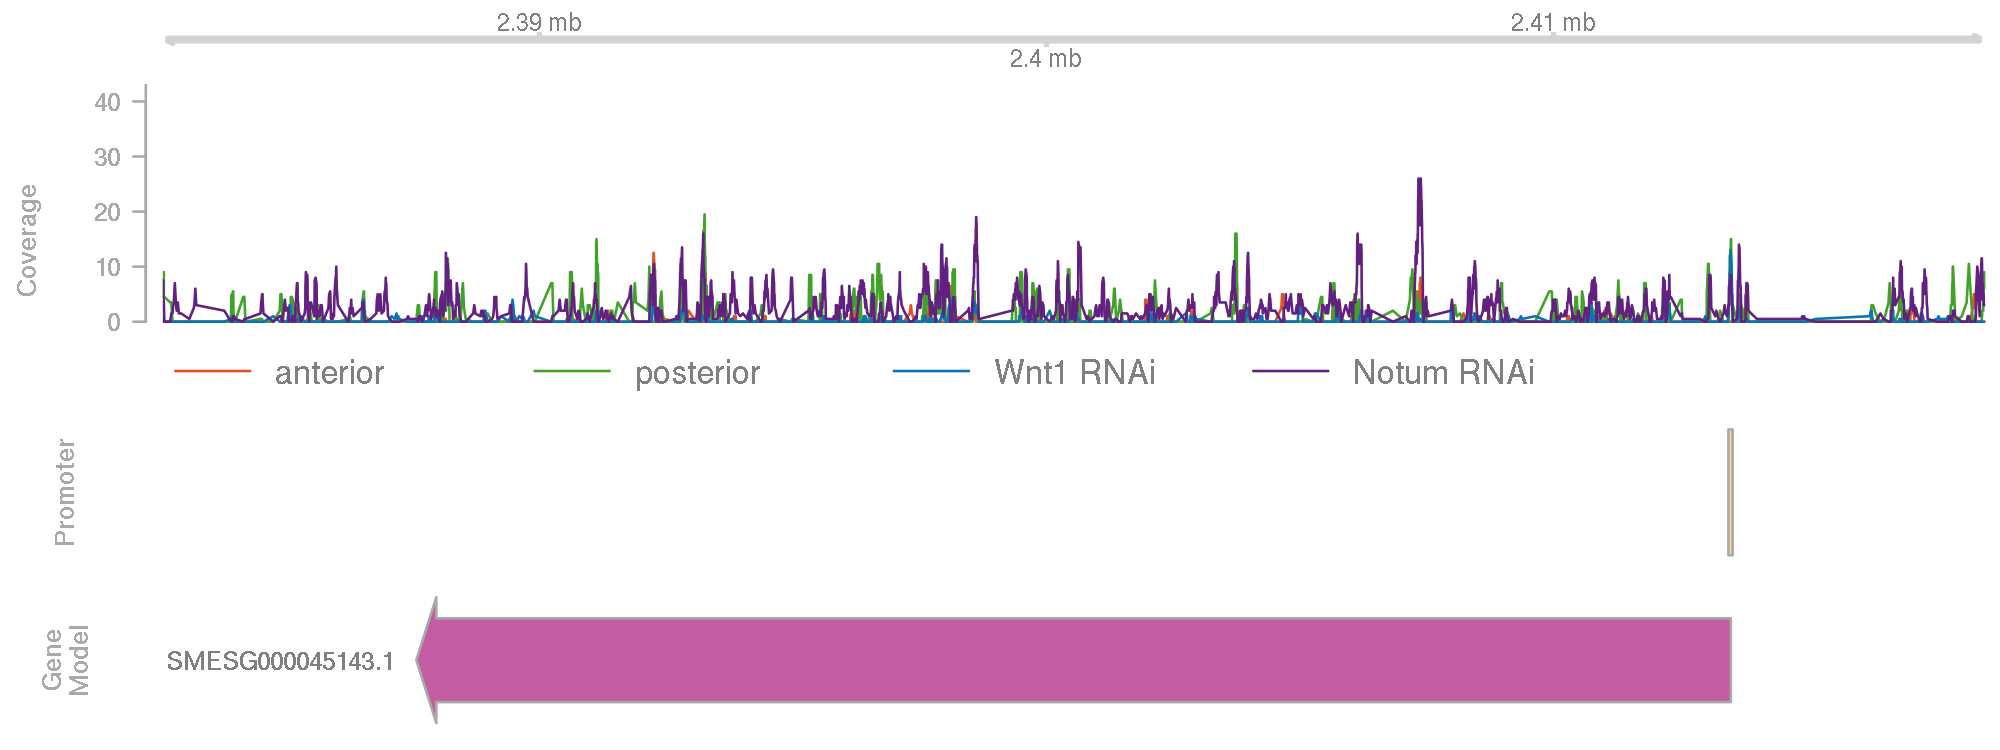 2.39 mb
2.41 mb
2.4 mb
Coverage
40
30
20
10
0
anterior
posterior
Wnt1 RNAi
Notum RNAi
Promoter
Gene
Model
SMESG000045143.1